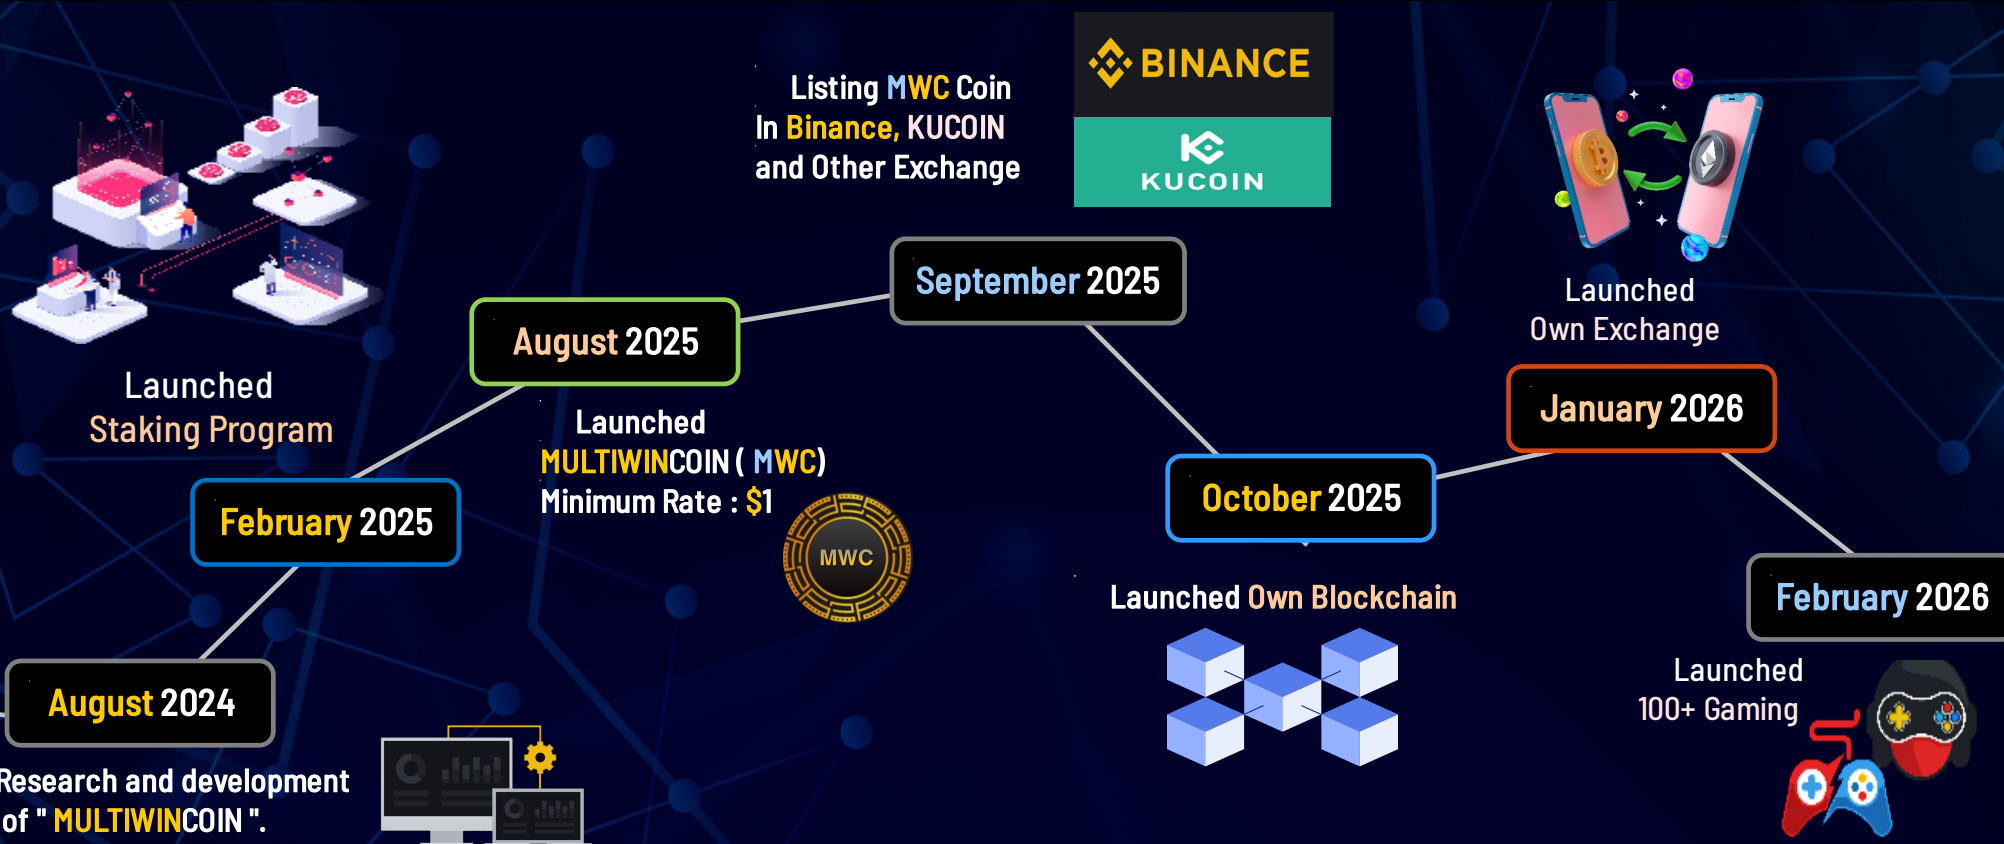 Listing MWC Coin
In Binance, KUCOIN
and Other Exchange
BINANCE
KUCOIN
September 2025
Launched
Own Exchange
August 2025
January 2026
Launched
Staking Program
Launched
MULTIWINCOIN ( MWC)
Minimum Rate : $1
MWC
February 2025
October 2025
Launched Own Blockchain
February 2026
Launched
100+ Gaming
August 2024
Research and development
of " MULTIWINCOIN ".